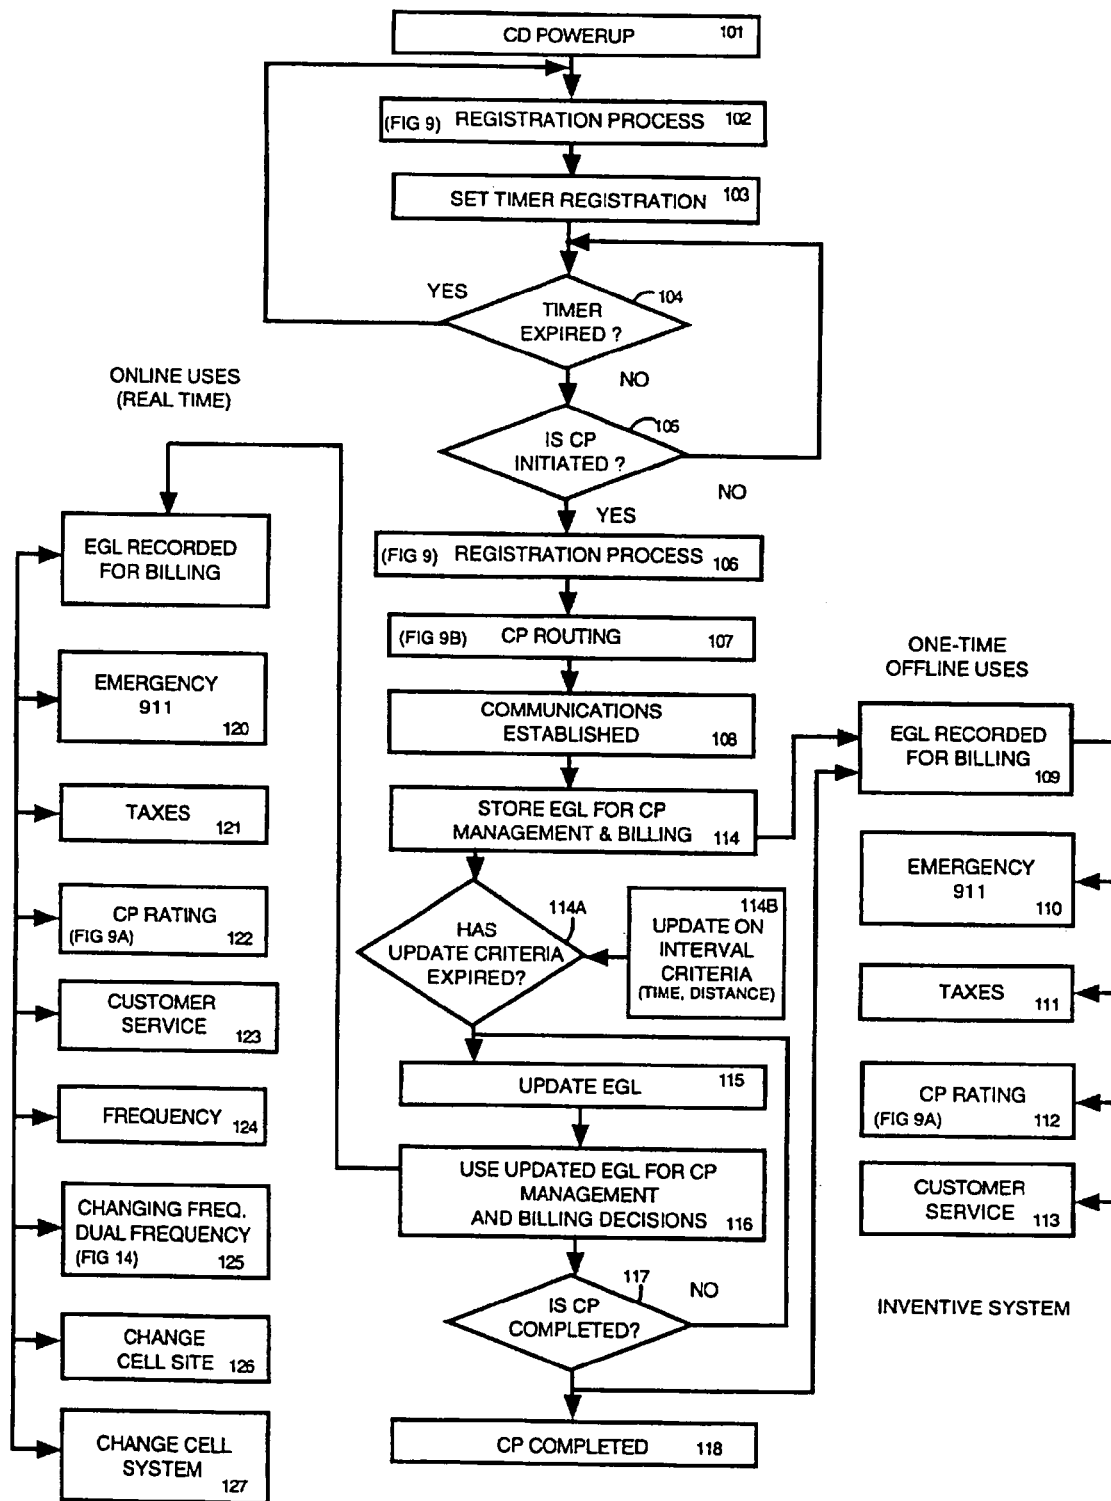 CD POWERUP 101
(FIG 9) REGISTRATION PROCESS 102
SET TIMER REGISTRATION 103
YES
TIMER
EXPIRED ?
104
NO
IS CP
INITIATED ?
105
NO
YES
(FIG 9) REGISTRATION PROCESS 106
(FIG 9B) CP ROUTING 107
COMMUNICATIONS
ESTABLISHED 108
STORE EGL FOR CP
MANAGEMENT & BILLING 114
114A
HAS
UPDATE CRITERIA
EXPIRED?
114B
UPDATE ON
INTERVAL
CRITERIA
(TIME, DISTANCE)
UPDATE EGL 115
USE UPDATED EGL FOR CP
MANAGEMENT
AND BILLING DECISIONS 116
117
IS CP
COMPLETED?
NO
CP COMPLETED 118
ONLINE USES
(REAL TIME)
EGL RECORDED
FOR BILLING
EMERGENCY
911
120
TAXES 121
CP RATING
(FIG 9A) 122
CUSTOMER
SERVICE 123
FREQUENCY 124
CHANGING FREQ.
DUAL FREQUENCY
(FIG 14) 125
CHANGE
CELL SITE 126
CHANGE CELL
SYSTEM 127
ONE-TIME
OFFLINE USES
EGL RECORDED
FOR BILLING
109
EMERGENCY
911
110
TAXES 111
CP RATING
(FIG 9A) 112
CUSTOMER
SERVICE 113
INVENTIVE SYSTEM